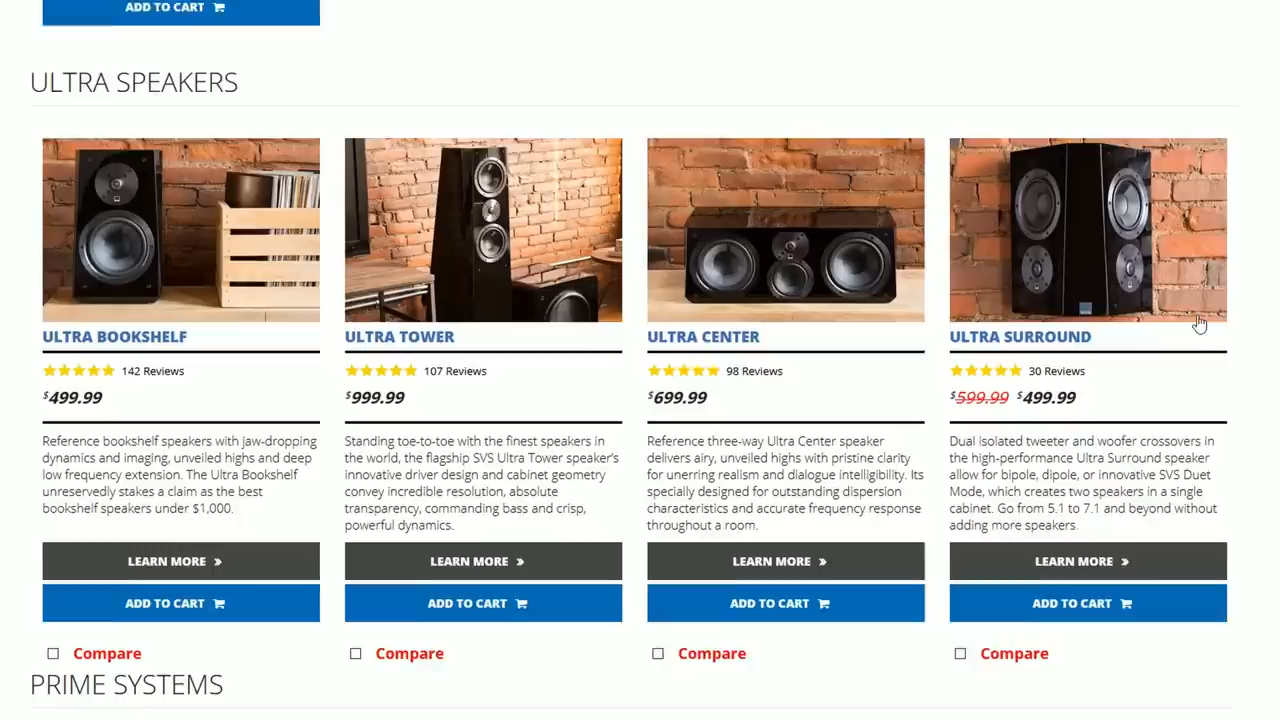 ADD TO CART
ULTRA SPEAKERS
ULTRA BOOKSHELF
142 Reviews
$499.99
Reference bookshelf speakers with jaw-dropping
dynamics and imaging, unveiled highs and deep
low frequency extension. The Ultra Bookshelf
unreservedly stakes a claim as the best
bookshelf speakers under $1,000.
LEARN MORE »
ADD TO CART
Compare
ULTRA TOWER
107 Reviews
$999.99
Standing toe-to-toe with the finest speakers in
the world, the flagship SVS Ultra Tower speaker's
innovative driver design and cabinet geometry
convey incredible resolution, absolute
transparency, commanding bass and crisp,
powerful dynamics.
LEARN MORE »
ADD TO CART
Compare
ULTRA CENTER
98 Reviews
$699.99
Reference three-way Ultra Center speaker
delivers airy, unveiled highs with pristine clarity
for unerring realism and dialogue intelligibility. Its
specially designed for outstanding dispersion
characteristics and accurate frequency response
throughout a room.
LEARN MORE »
ADD TO CART
Compare
ULTRA SURROUND
30 Reviews
$599.99 $499.99
Dual isolated tweeter and woofer crossovers in
the high-performance Ultra Surround speaker
allow for bipole, dipole, or innovative SVS Duet
Mode, which creates two speakers in a single
cabinet. Go from 5.1 to 7.1 and beyond without
adding more speakers.
LEARN MORE »
ADD TO CART
Compare
PRIME SYSTEMS